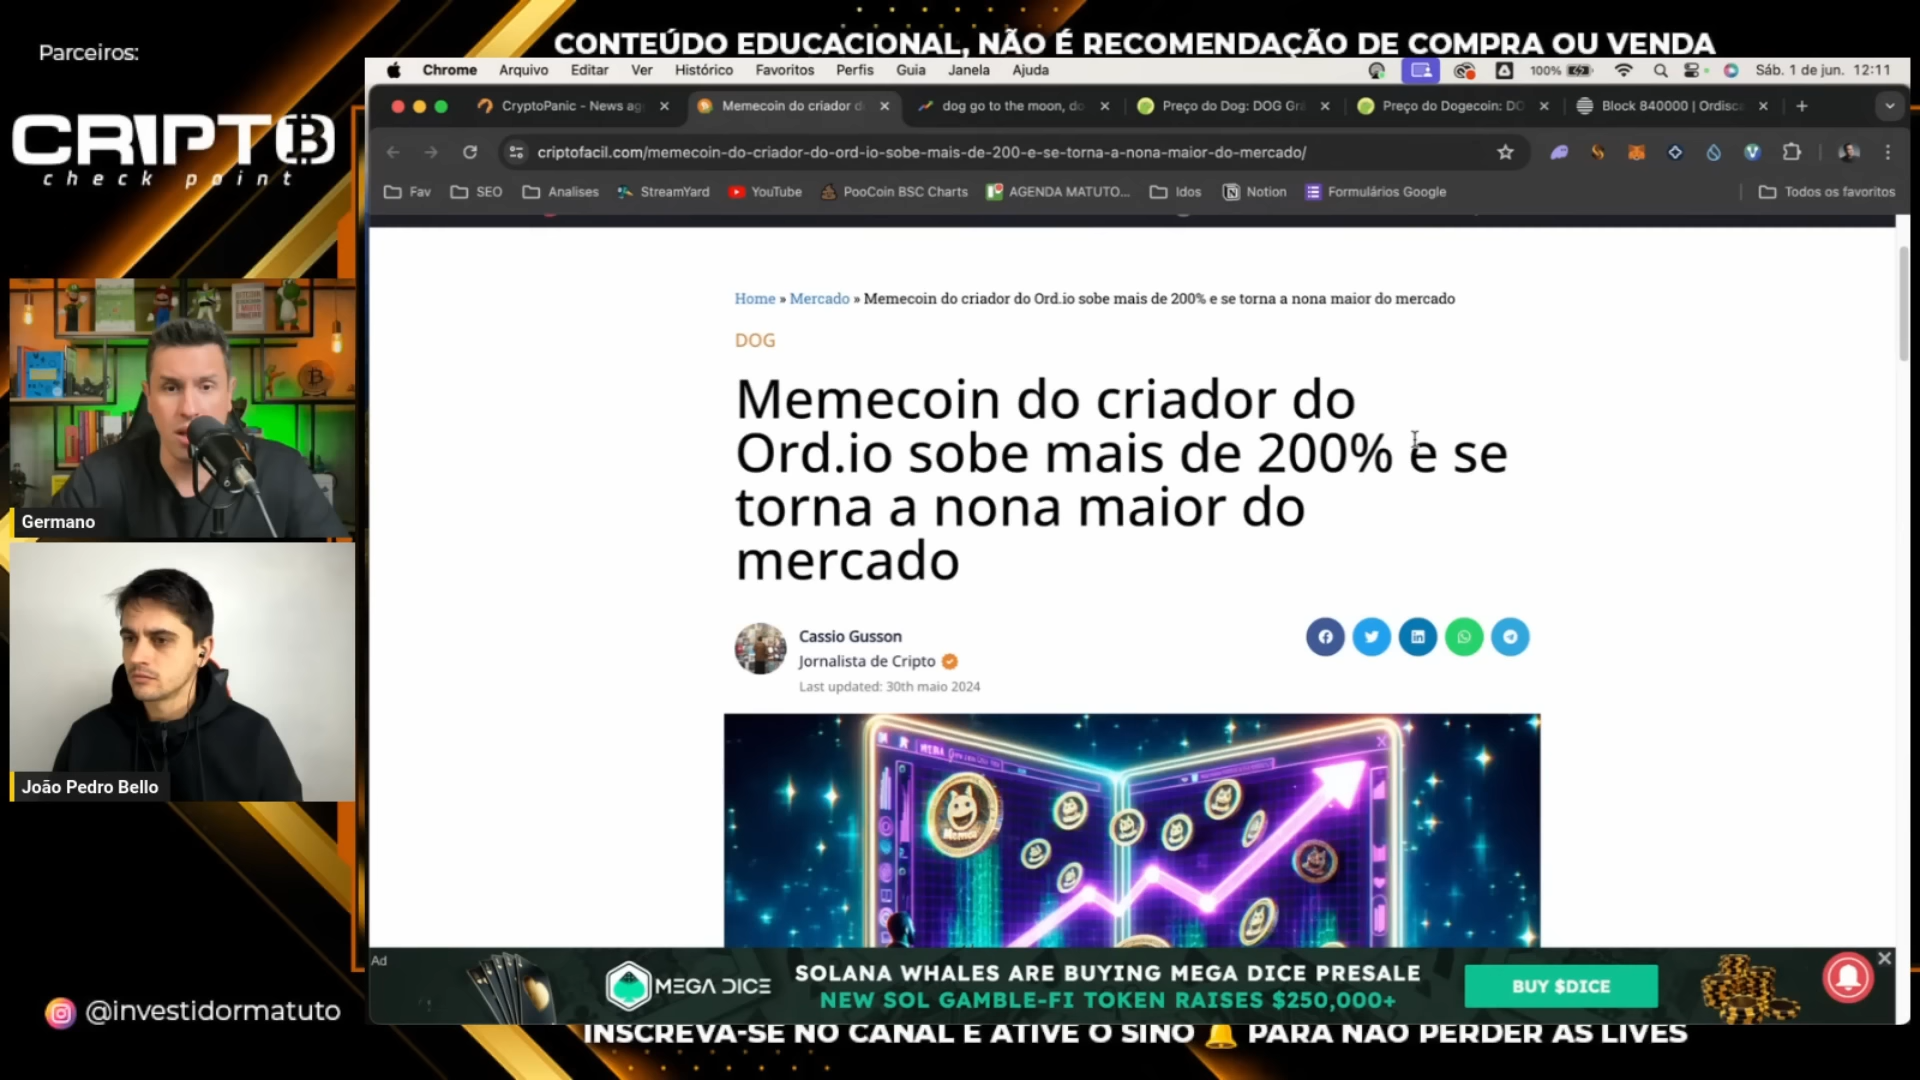 Parceiros:
CONTEÚDO EDUCACIONAL, NÃO É RECOMENDAÇÃO DE COMPRA OU VENDA
CRIPTO
check point
Chrome Arquivo Editar Ver Histórico Favoritos Perfis Guia Janela Ajuda 100% Sáb. 1 de jun. 12:11
CryptoPanic - News ag Memecoin do criador d dog go to the moon, do Preço do Dog: DOG Gr Preço do Dogecoin: DO Block 840000 | Ordisc
criptofacil.com/memecoin-do-criador-do-ord-io-sobe-mais-de-200-e-se-torna-a-nona-maior-do-mercado/
Fav SEO Analises StreamYard YouTube PooCoin BSC Charts AGENDA MATUTO... Idos Notion Formulários Google Todos os favoritos
Home » Mercado » Memecoin do criador do Ord.io sobe mais de 200% e se torna a nona maior do mercado
DOG
Memecoin do criador do
Ord.io sobe mais de 200% e se
torna a nona maior do
mercado
Cassio Gusson
Jornalista de Cripto
Last updated: 30th maio 2024
Germano
João Pedro Bello
Ad
MEGA DICE
SOLANA WHALES ARE BUYING MEGA DICE PRESALE
NEW SOL GAMBLE-FI TOKEN RAISES $250,000+
BUY $DICE
@investidormatuto
INSCREVA-SE NO CANAL E ATIVE O SINO 🔔 PARA NÃO PERDER AS LIVES